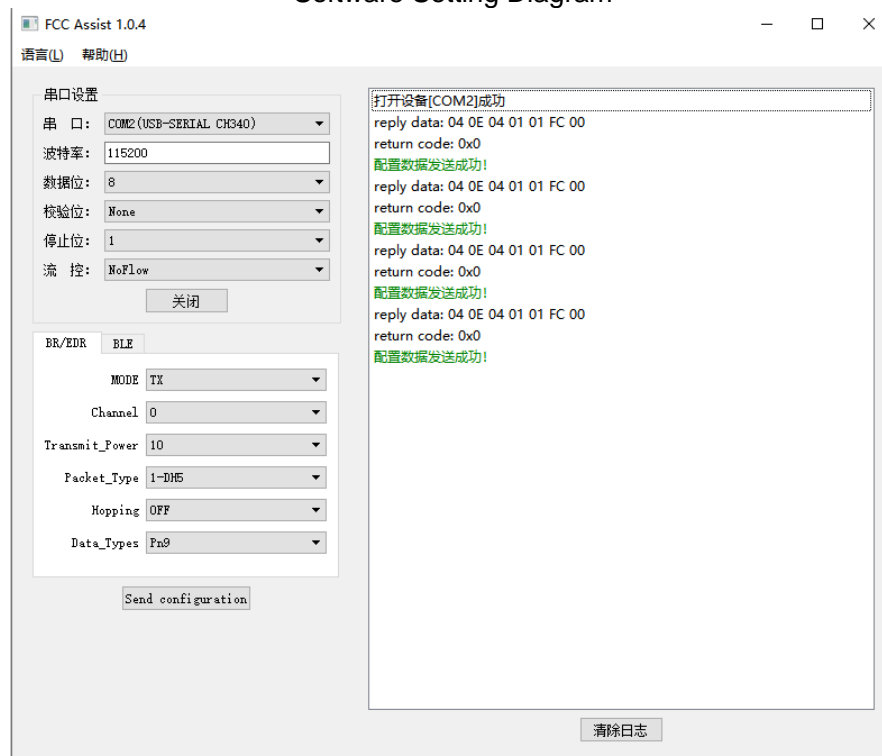 Software Setting Diagram
FCC Assist 1.0.4
语言(L) 帮助(H)
串口设置
串 口: COM2(USB-SERIAL CH340)
波特率: 115200
数据位: 8
校验位: None
停止位: 1
流 控: NoFlow
关闭
BR/EDR BLE
MODE TX
Channel 0
Transmit_Power 10
Packet_Type 1-DH5
Hopping OFF
Data_Types Pn9
Send configuration
打开设备[COM2]成功
reply data: 04 0E 04 01 01 FC 00
return code: 0x0
配置数据发送成功!
reply data: 04 0E 04 01 01 FC 00
return code: 0x0
配置数据发送成功!
reply data: 04 0E 04 01 01 FC 00
return code: 0x0
配置数据发送成功!
reply data: 04 0E 04 01 01 FC 00
return code: 0x0
配置数据发送成功!
清除日志